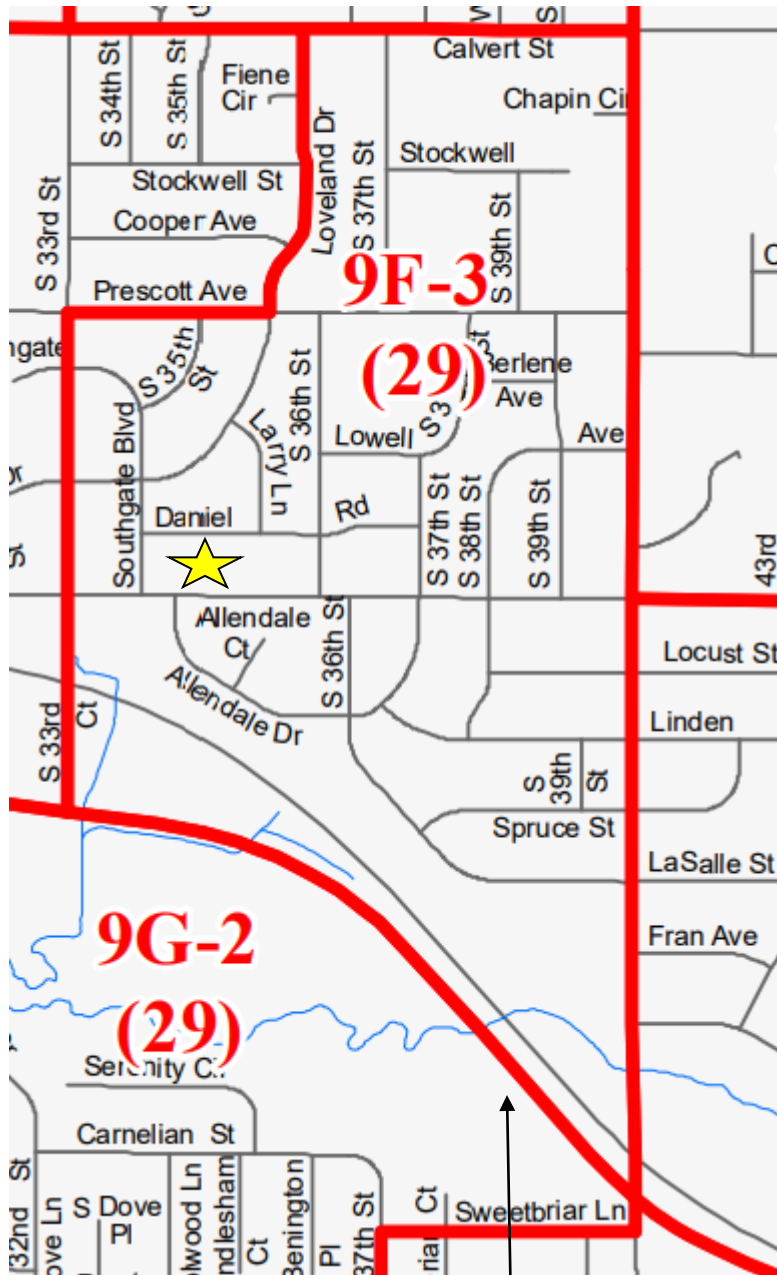 Calvert St
Fiene
Cir
S 34th St
S 35th St
Chapin Cir
Loveland Dr
S 37th St
Stockwell
Stockwell St
S 33rd St
Cooper Ave
S 39th St
Prescott Ave
9F-3
(29)
S 35th
St
S 36th St
Berlene
Ave
Larry Ln
Lowell
Ave
Southgate Blvd
Daniel
Rd
S 37th St
S 38th St
S 39th St
43rd
St
Allendale
Ct
S 36th St
Locust St
Allendale Dr
S 33rd
Ct
Linden
S
39th
St
Spruce St
LaSalle St
9G-2
(29)
Fran Ave
Serenity Cir
Carnelian St
32nd St
S Dove
Pl
Ct
Benington
Pl
37th St
Ct
Sweetbriar Ln